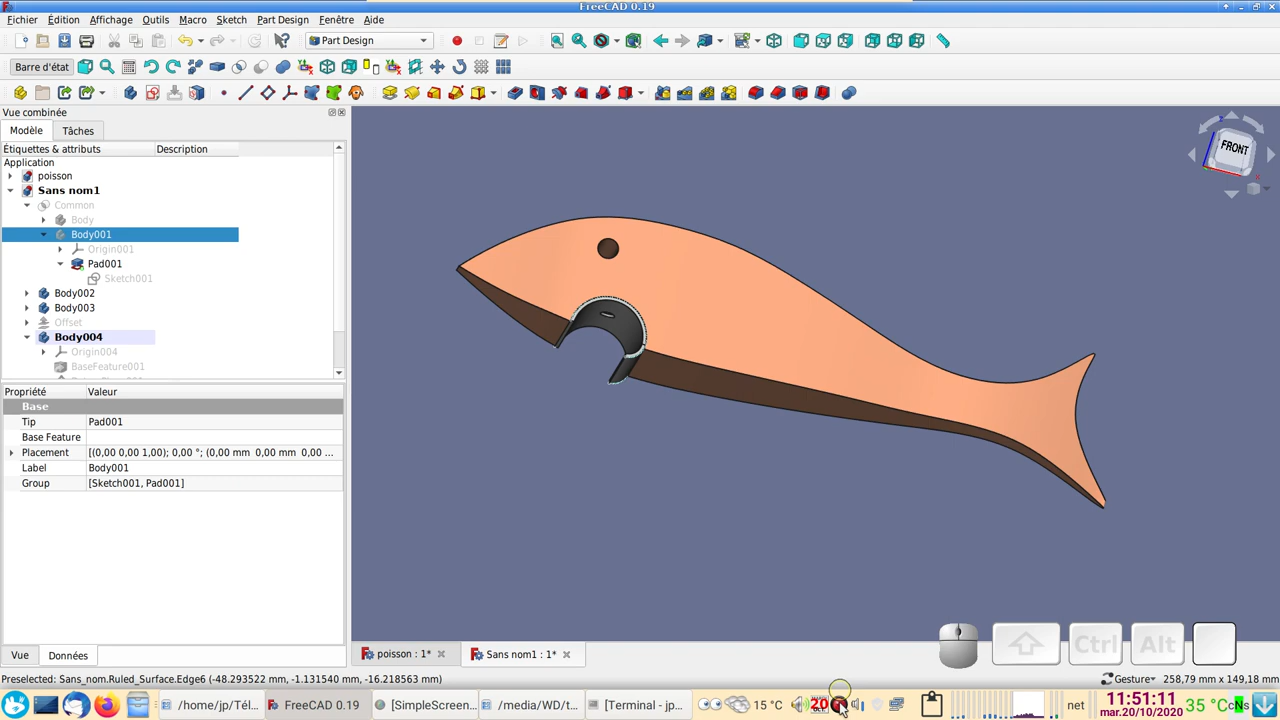 FreeCAD 0.19
Fichier Édition Affichage Outils Macro Sketch Part Design Fenêtre Aide
Part Design
Barre d'état
Vue combinée
Modèle Tâches
Étiquettes & attributs Description
Application
poisson
Sans nom1
Common
Body
Body001
Origin001
Pad001
Sketch001
Body002
Body003
Offset
Body004
Origin004
BaseFeature001
Propriété Valeur
Base
Tip Pad001
Base Feature
Placement [(0,00 0,00 1,00); 0,00 °; (0,00 mm 0,00 mm 0,00 ...
Label Body001
Group [Sketch001, Pad001]
FRONT
Vue Données
poisson : 1* Sans nom1 : 1*
Ctrl Alt
Preselected: Sans_nom.Ruled_Surface.Edge6 (-48.293522 mm, -1.131540 mm, -16.218563 mm)
Gesture 258,79 mm x 149,18 mm
/home/jp/Tél... FreeCAD 0.19 [SimpleScreen... /media/WD/t... [Terminal - jp...
15 °C 20 net 11:51:11 35 °C
mar.20/10/2020